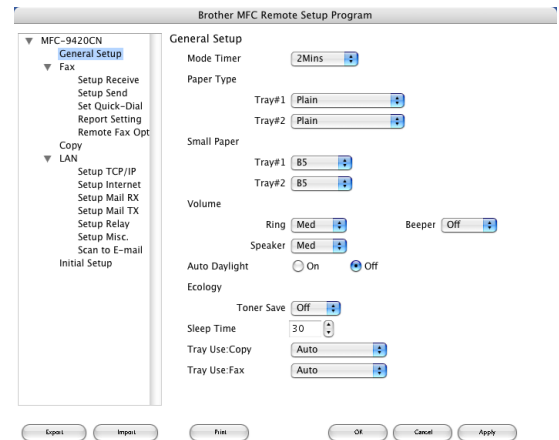 Brother MFC Remote Setup Program
MFC-9420CN
General Setup
Fax
Setup Receive
Setup Send
Set Quick-Dial
Report Setting
Remote Fax Opt
Copy
LAN
Setup TCP/IP
Setup Internet
Setup Mail RX
Setup Mail TX
Setup Relay
Setup Misc.
Scan to E-mail
Initial Setup
General Setup
Mode Timer 2Mins
Paper Type
Tray#1 Plain
Tray#2 Plain
Small Paper
Tray#1 B5
Tray#2 B5
Volume
Ring Med Beeper Off
Speaker Med
Auto Daylight On Off
Ecology
Toner Save Off
Sleep Time 30
Tray Use:Copy Auto
Tray Use:Fax Auto
Export Import Print OK Cancel Apply